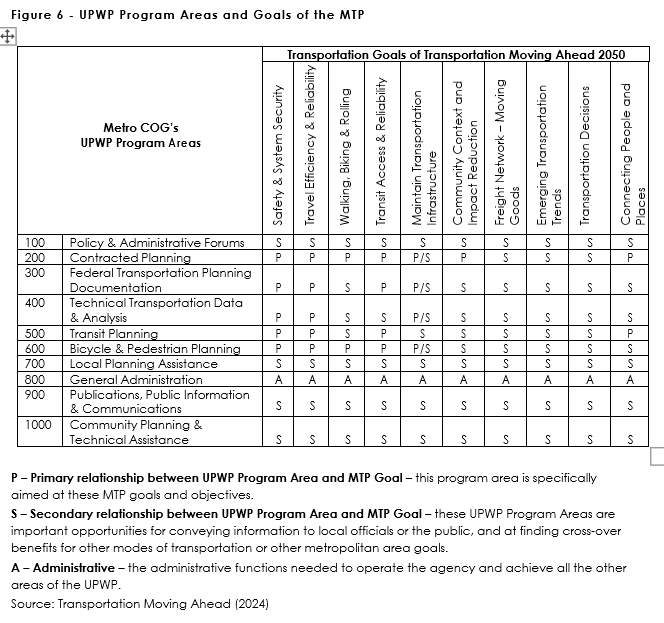 Figure 6 - UPWP Program Areas and Goals of the MTP
Transportation Goals of Transportation Moving Ahead 2050
Metro COG's
UPWP Program Areas
Safety & System Security
Travel Efficiency & Reliability
Walking, Biking & Rolling
Transit Access & Reliability
Maintain Transportation
Infrastructure
Community Context and
Impact Reduction
Freight Network – Moving
Goods
Emerging Transportation
Trends
Transportation Decisions
Connecting People and
Places
100 Policy & Administrative Forums S S S S S S S S S S
200 Contracted Planning P P P P P/S P S S S P
300 Federal Transportation Planning
Documentation P P S P P/S S S S S S
400 Technical Transportation Data
& Analysis P P S S P/S S S S S S
500 Transit Planning P P S P S S S S S P
600 Bicycle & Pedestrian Planning P P P P P/S S S S S S
700 Local Planning Assistance S S S S S S S S S S
800 General Administration A A A A A A A A A A
900 Publications, Public Information
& Communications S S S S S S S S S S
1000 Community Planning &
Technical Assistance S S S S S S S S S S
P – Primary relationship between UPWP Program Area and MTP Goal – this program area is specifically
aimed at these MTP goals and objectives.
S – Secondary relationship between UPWP Program Area and MTP Goal – these UPWP Program Areas are
important opportunities for conveying information to local officials or the public, and at finding cross-over
benefits for other modes of transportation or other metropolitan area goals.
A – Administrative – the administrative functions needed to operate the agency and achieve all the other
areas of the UPWP.
Source: Transportation Moving Ahead (2024)